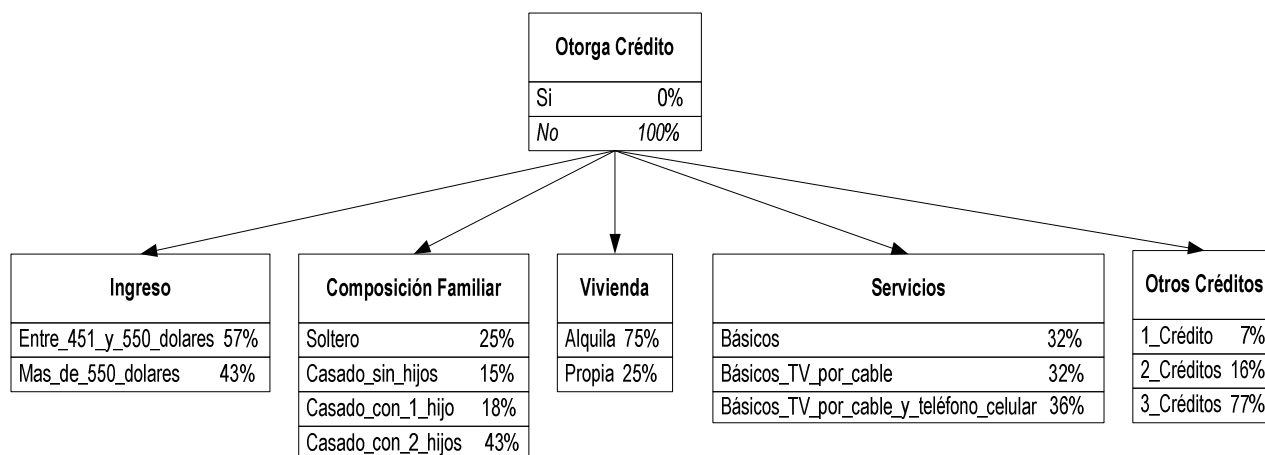 Otorga Crédito
Si 0%
No 100%
Ingreso
Entre_451_y_550_dolares 57%
Mas_de_550_dolares 43%
Composición Familiar
Soltero 25%
Casado_sin_hijos 15%
Casado_con_1_hijo 18%
Casado_con_2_hijos 43%
Vivienda
Alquila 75%
Propia 25%
Servicios
Básicos 32%
Básicos_TV_por_cable 32%
Básicos_TV_por_cable_y_teléfono_celular 36%
Otros Créditos
1_Crédito 7%
2_Créditos 16%
3_Créditos 77%